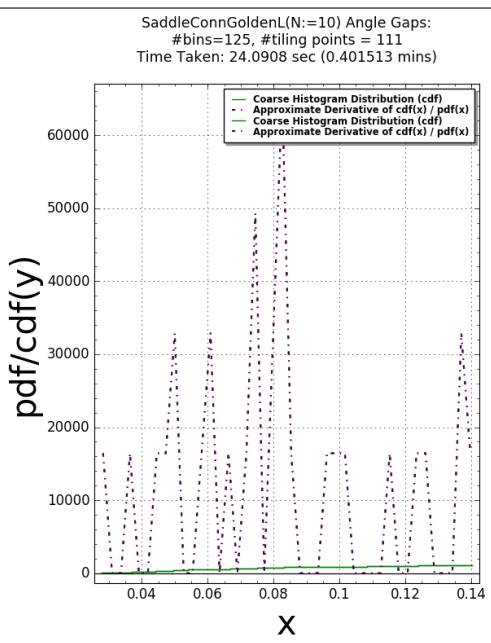 SaddleConnGoldenL(N:=10) Angle Gaps:
#bins=125, #tiling points = 111
Time Taken: 24.0908 sec (0.401513 mins)
Coarse Histogram Distribution (cdf)
Approximate Derivative of cdf(x) / pdf(x)
Coarse Histogram Distribution (cdf)
Approximate Derivative of cdf(x) / pdf(x)
pdf/cdf(y)
60000
50000
40000
30000
20000
10000
0
0.04 0.06 0.08 0.1 0.12 0.14
x